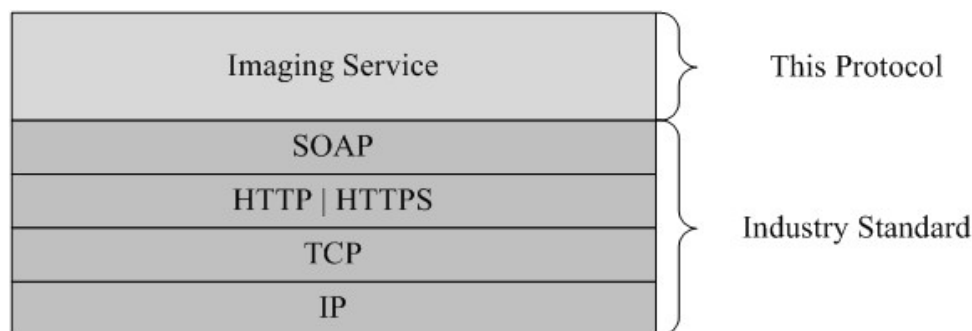 Imaging Service
This Protocol
SOAP
HTTP | HTTPS
TCP
IP
Industry Standard